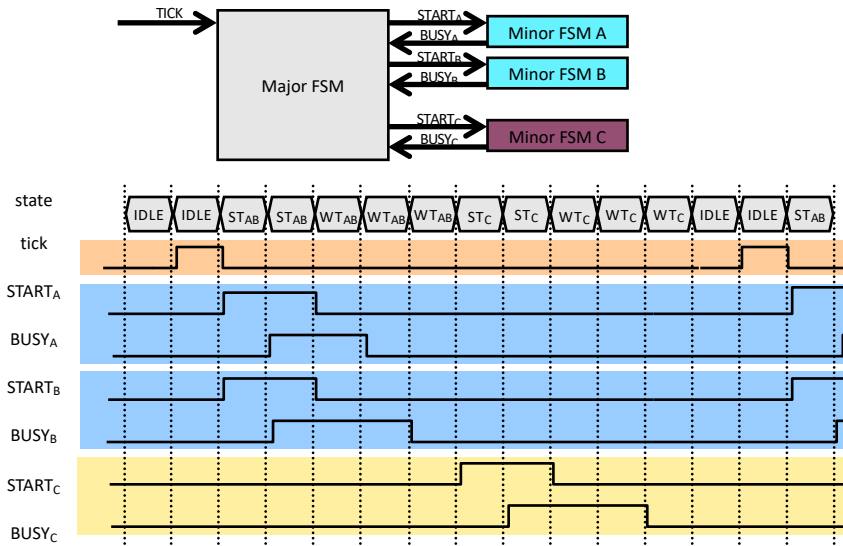 TICK
START_A
BUSY_A
START_B
BUSY_B
START_C
BUSY_C
Major FSM
Minor FSM A
Minor FSM B
Minor FSM C
state
IDLE IDLE ST_AB ST_AB WT_AB WT_AB WT_AB ST_C ST_C WT_C WT_C WT_C IDLE IDLE ST_AB
tick
START_A
BUSY_A
START_B
BUSY_B
START_C
BUSY_C